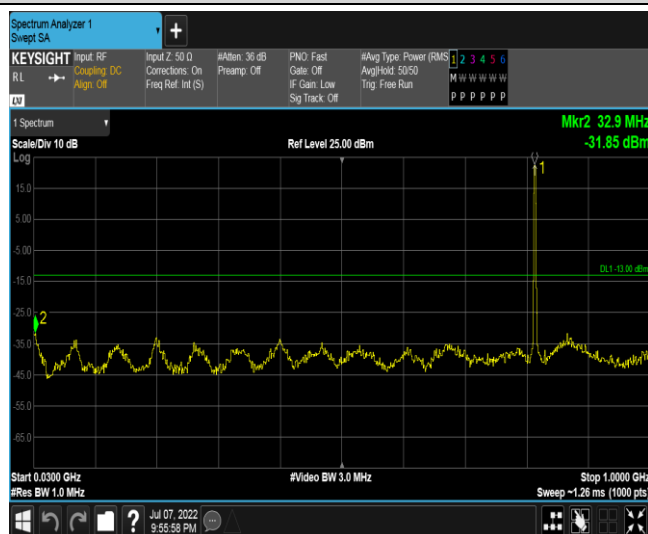 Spectrum Analyzer 1
Swept SA
+
KEYSIGHT Input: RF Input Z: 50 Ω #Atten: 36 dB PNO: Fast #Avg Type: Power (RMS 1 2 3 4 5 6
RL Coupling: DC Corrections: On Preamp: Off Gate: Off Avg|Hold: 50/50 M W W W W W
Align: Off Freq Ref: Int (S) IF Gain: Low Trig: Free Run
LXI Sig Track: Off P P P P P P
1 Spectrum Mkr2 32.9 MHz
Scale/Div 10 dB Ref Level 25.00 dBm -31.85 dBm
Log
1
15.0
5.00
-5.00
DL1 -13.00 dBm
-15.0
-25.0
2
-35.0
-45.0
-55.0
-65.0
Start 0.0300 GHz #Video BW 3.0 MHz Stop 1.0000 GHz
#Res BW 1.0 MHz Sweep ~1.26 ms (1000 pts)
? Jul 07, 2022
9:55:58 PM